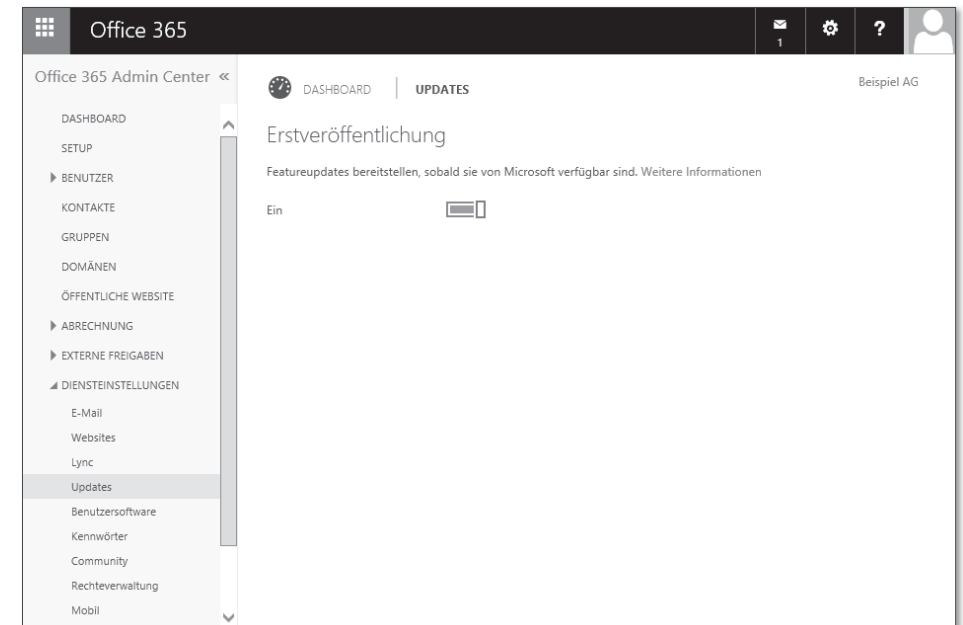 Office 365
1
?
Office 365 Admin Center «
DASHBOARD
SETUP
BENUTZER
KONTAKTE
GRUPPEN
DOMÄNEN
ÖFFENTLICHE WEBSITE
ABRECHNUNG
EXTERNE FREIGABEN
DIENSTEINSTELLUNGEN
E-Mail
Websites
Lync
Updates
Benutzersoftware
Kennwörter
Community
Rechteverwaltung
Mobil
DASHBOARD | UPDATES
Beispiel AG
Erstveröffentlichung
Featureupdates bereitstellen, sobald sie von Microsoft verfügbar sind. Weitere Informationen
Ein